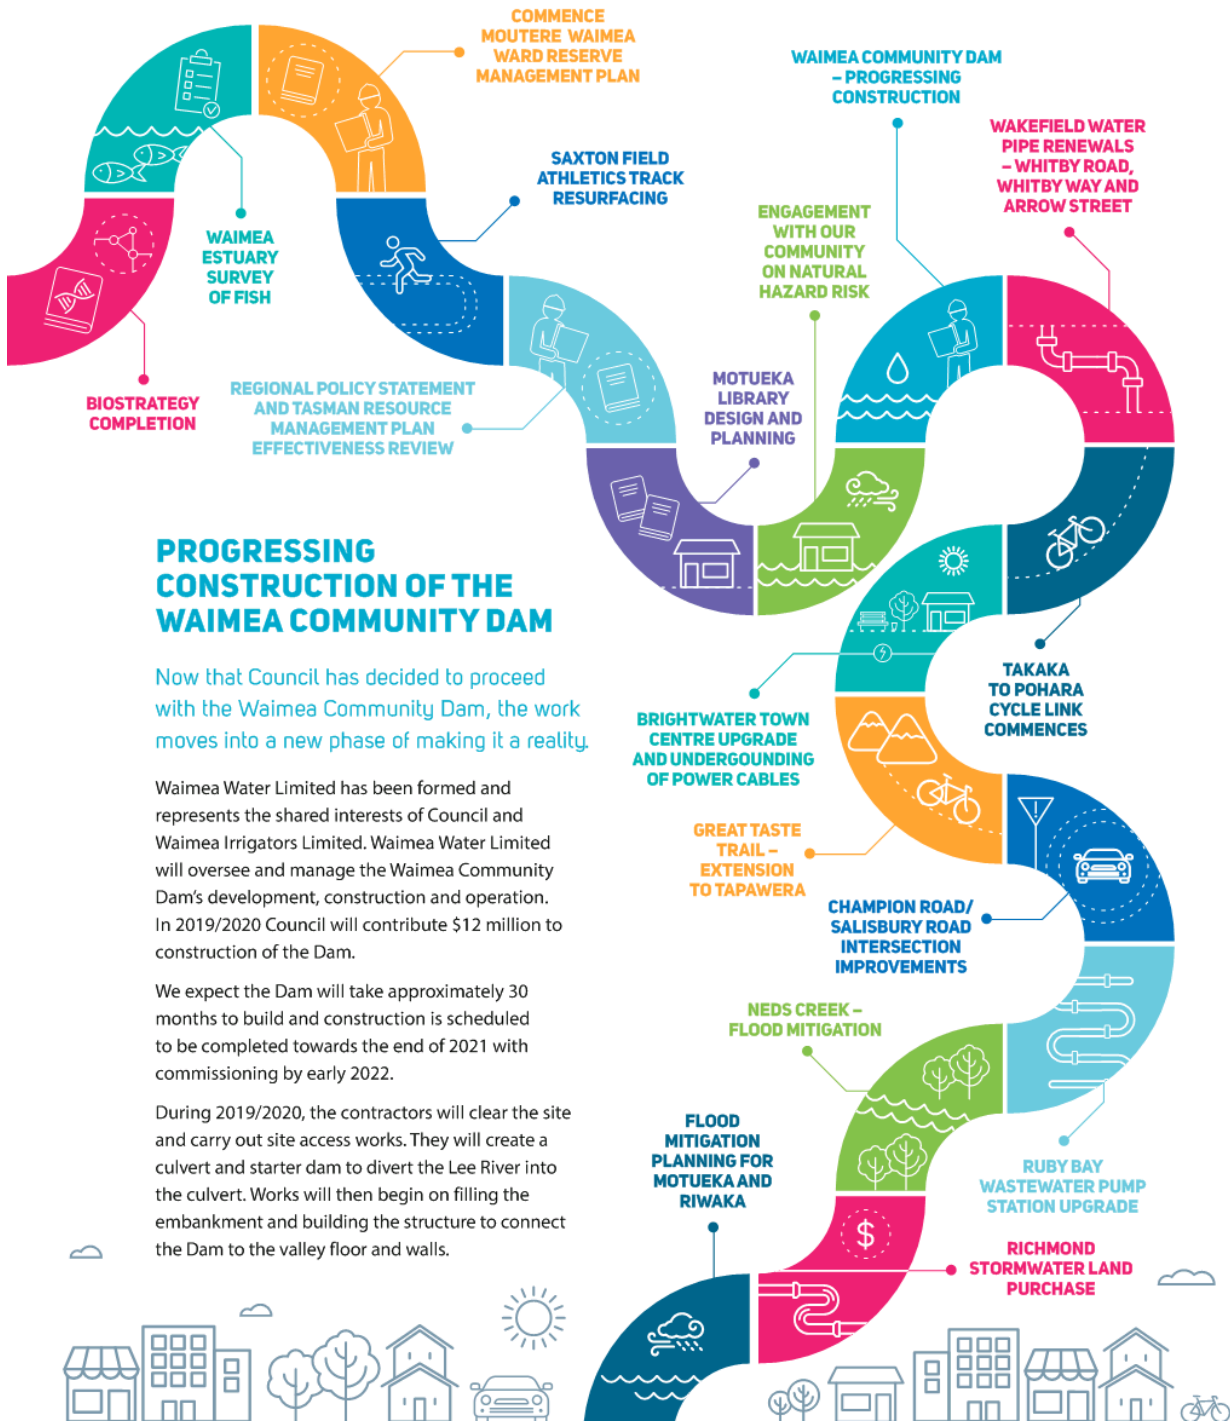 COMMENCE
MOUTERE WAIMEA
WARD RESERVE
MANAGEMENT PLAN
WAIMEA COMMUNITY DAM
– PROGRESSING
CONSTRUCTION
WAKEFIELD WATER
PIPE RENEWALS
– WHITBY ROAD,
WHITBY WAY AND
ARROW STREET
SAXTON FIELD
ATHLETICS TRACK
RESURFACING
ENGAGEMENT
WITH OUR
COMMUNITY
ON NATURAL
HAZARD RISK
WAIMEA
ESTUARY
SURVEY
OF FISH
BIOSTRATEGY
COMPLETION
REGIONAL POLICY STATEMENT
AND TASMAN RESOURCE
MANAGEMENT PLAN
EFFECTIVENESS REVIEW
MOTUEKA
LIBRARY
DESIGN AND
PLANNING
PROGRESSING
CONSTRUCTION OF THE
WAIMEA COMMUNITY DAM
Now that Council has decided to proceed
with the Waimea Community Dam, the work
moves into a new phase of making it a reality.
Waimea Water Limited has been formed and
represents the shared interests of Council and
Waimea Irrigators Limited. Waimea Water Limited
will oversee and manage the Waimea Community
Dam's development, construction and operation.
In 2019/2020 Council will contribute $12 million to
construction of the Dam.
We expect the Dam will take approximately 30
months to build and construction is scheduled
to be completed towards the end of 2021 with
commissioning by early 2022.
During 2019/2020, the contractors will clear the site
and carry out site access works. They will create a
culvert and starter dam to divert the Lee River into
the culvert. Works will then begin on filling the
embankment and building the structure to connect
the Dam to the valley floor and walls.
TAKAKA
TO POHARA
CYCLE LINK
COMMENCES
BRIGHTWATER TOWN
CENTRE UPGRADE
AND UNDERGOUNDING
OF POWER CABLES
GREAT TASTE
TRAIL –
EXTENSION
TO TAPAWERA
CHAMPION ROAD/
SALISBURY ROAD
INTERSECTION
IMPROVEMENTS
NEDS CREEK –
FLOOD MITIGATION
FLOOD
MITIGATION
PLANNING FOR
MOTUEKA AND
RIWAKA
RUBY BAY
WASTEWATER PUMP
STATION UPGRADE
$
RICHMOND
STORMWATER LAND
PURCHASE